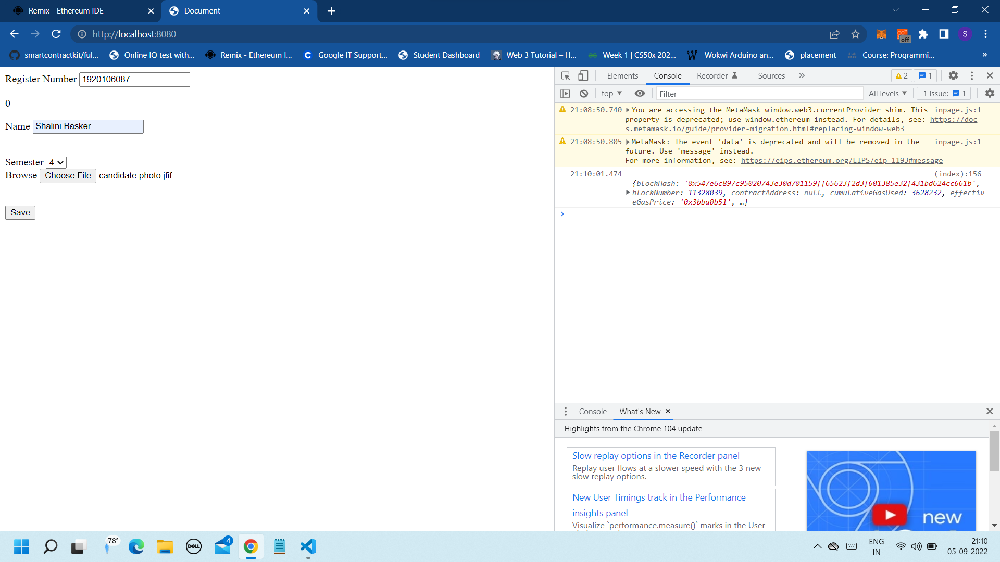 Remix - Ethereum IDE
Document
http://localhost:8080
off
S
smartcontractkit/ful...
Online IQ test with...
Remix - Ethereum I...
Google IT Support...
Student Dashboard
Web 3 Tutorial – H...
Week 1 | CS50x 202...
Wokwi Arduino an...
placement
Course: Programmi...
»
Register Number 1920106087
0
Name Shalini Basker
Semester 4
Browse Choose File candidate photo.jfif
Save
Elements Console Recorder Sources » 2 1
top Filter All levels 1 Issue: 1
21:08:50.740 You are accessing the MetaMask window.web3.currentProvider shim. This inpage.js:1
property is deprecated; use window.ethereum instead. For details, see: https://doc
s.metamask.io/guide/provider-migration.html#replacing-window-web3
21:08:50.805 MetaMask: The event 'data' is deprecated and will be removed in the inpage.js:1
future. Use 'message' instead.
For more information, see: https://eips.ethereum.org/EIPS/eip-1193#message
21:10:01.474 (index):156
{blockHash: '0x547e6c897c95020743e30d701159ff65623f2d3f601385e32f431bd624cc661b',
blockNumber: 11328039, contractAddress: null, cumulativeGasUsed: 3628232, effectiv
eGasPrice: '0x3bba0b51', …}
Console What's New
Highlights from the Chrome 104 update
Slow replay options in the Recorder panel
Replay user flows at a slower speed with the 3 new
slow replay options.
New User Timings track in the Performance
insights panel
Visualize `performance.measure()` marks in the User
new
78°
DELL
4
ENG
IN
21:10
05-09-2022